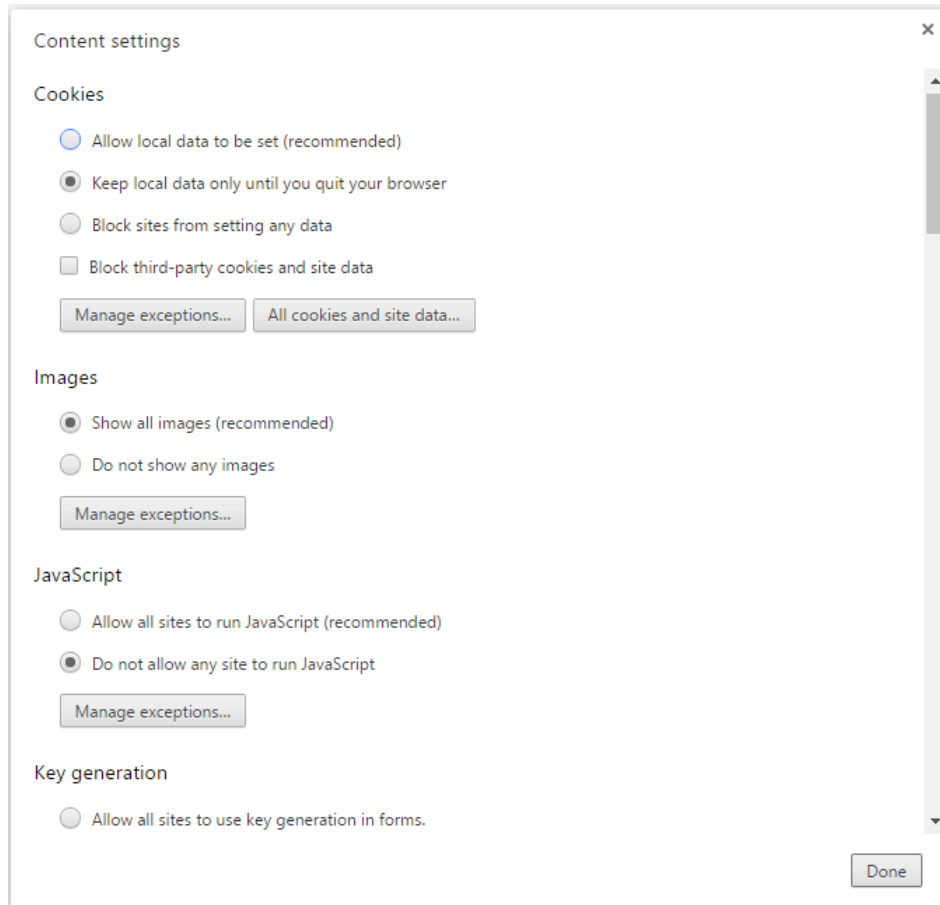 Content settings
Cookies
Allow local data to be set (recommended)
Keep local data only until you quit your browser
Block sites from setting any data
Block third-party cookies and site data
Manage exceptions... All cookies and site data...
Images
Show all images (recommended)
Do not show any images
Manage exceptions...
JavaScript
Allow all sites to run JavaScript (recommended)
Do not allow any site to run JavaScript
Manage exceptions...
Key generation
Allow all sites to use key generation in forms.
Done